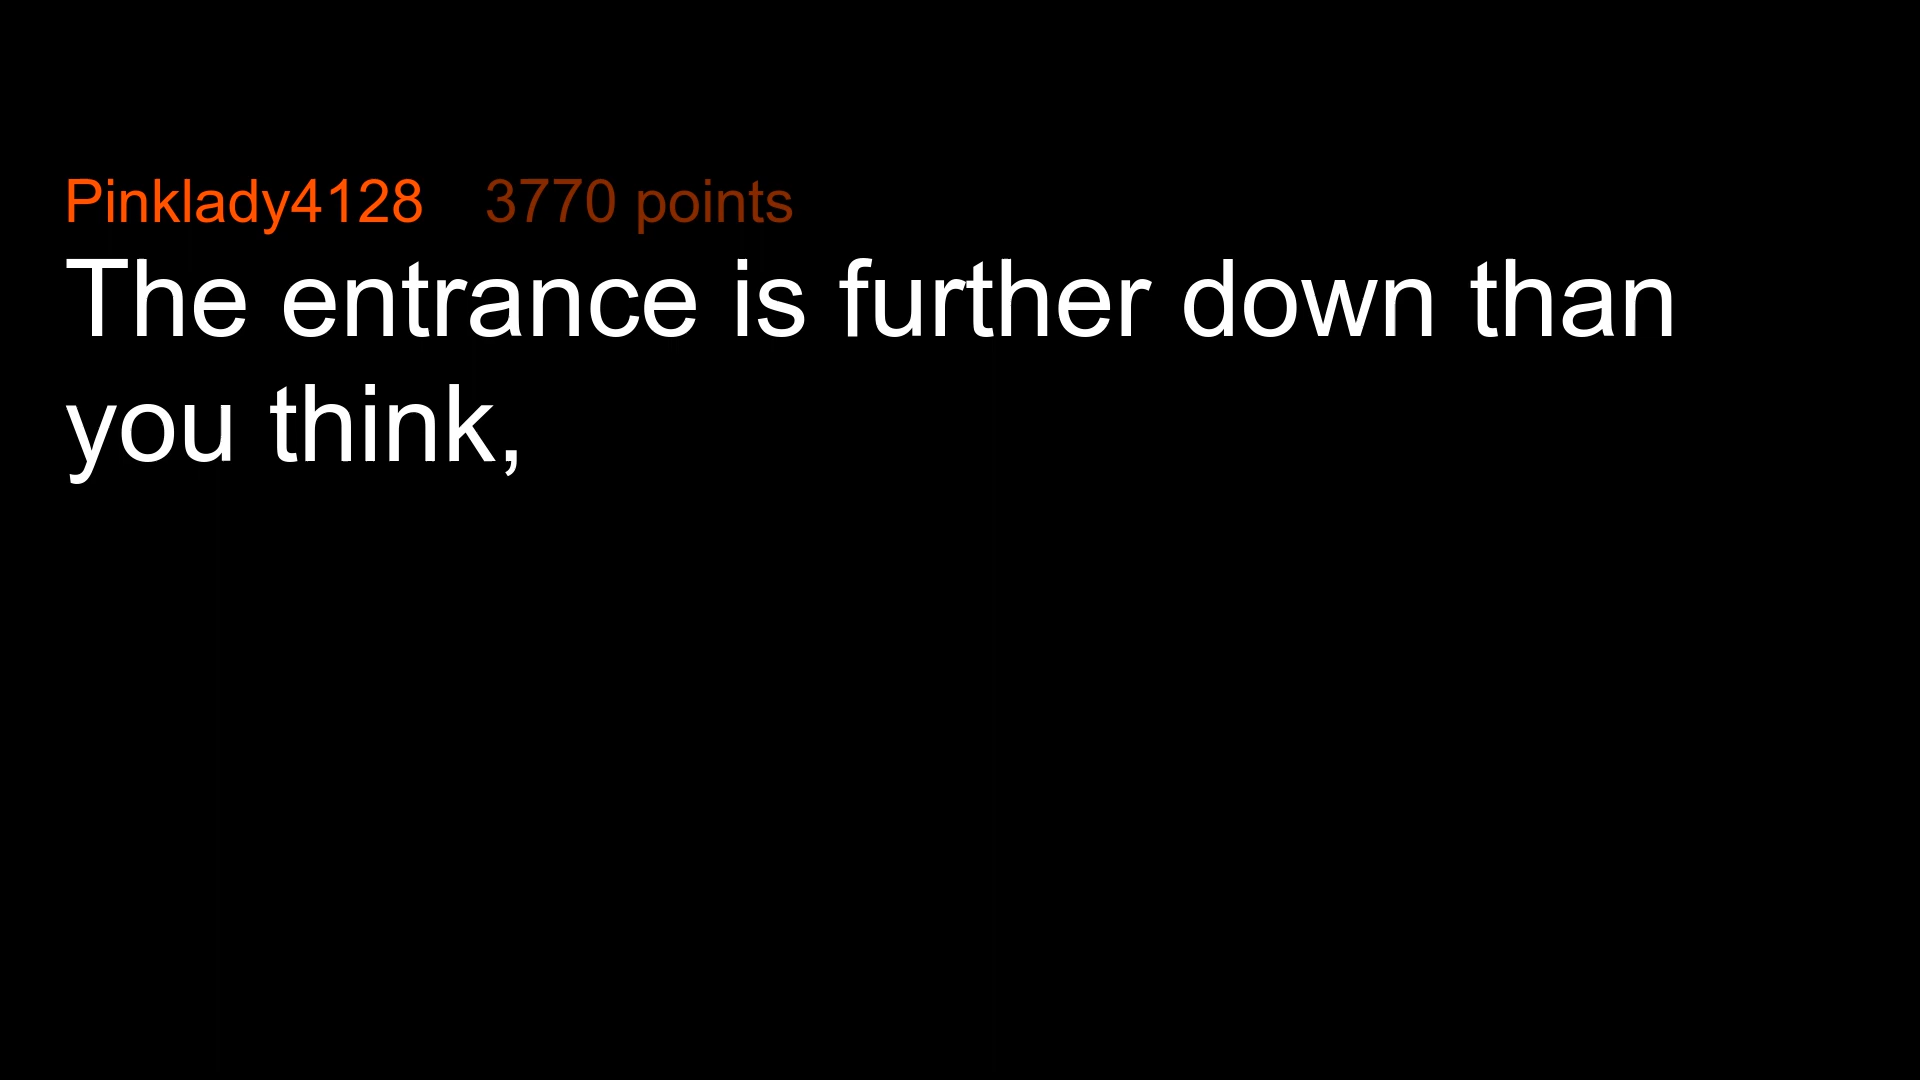 Pinklady4128 3770 points
The entrance is further down than
you think,